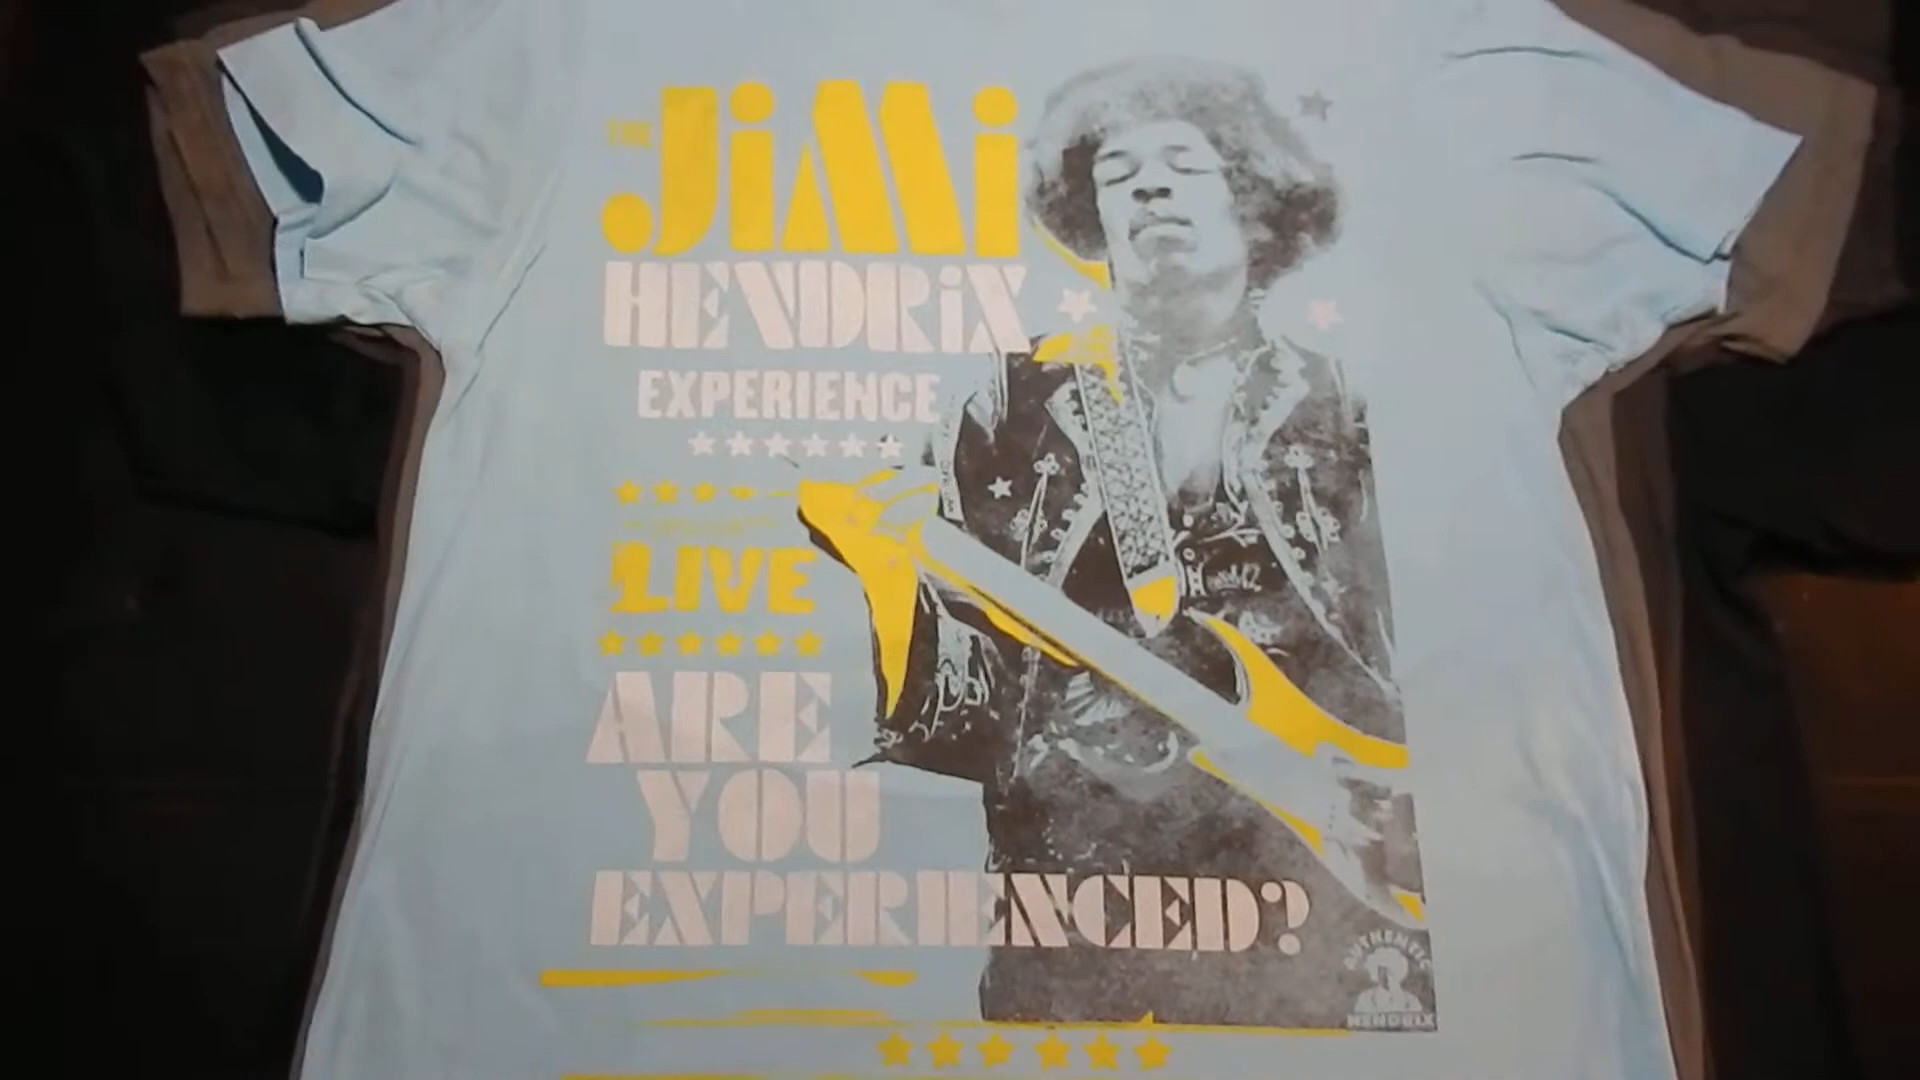 THE
JiMi
HENDRiX
EXPERIENCE
LIVE
ARE
YOU
EXPERIENCED?
AUTHENTIC
HENDRIX